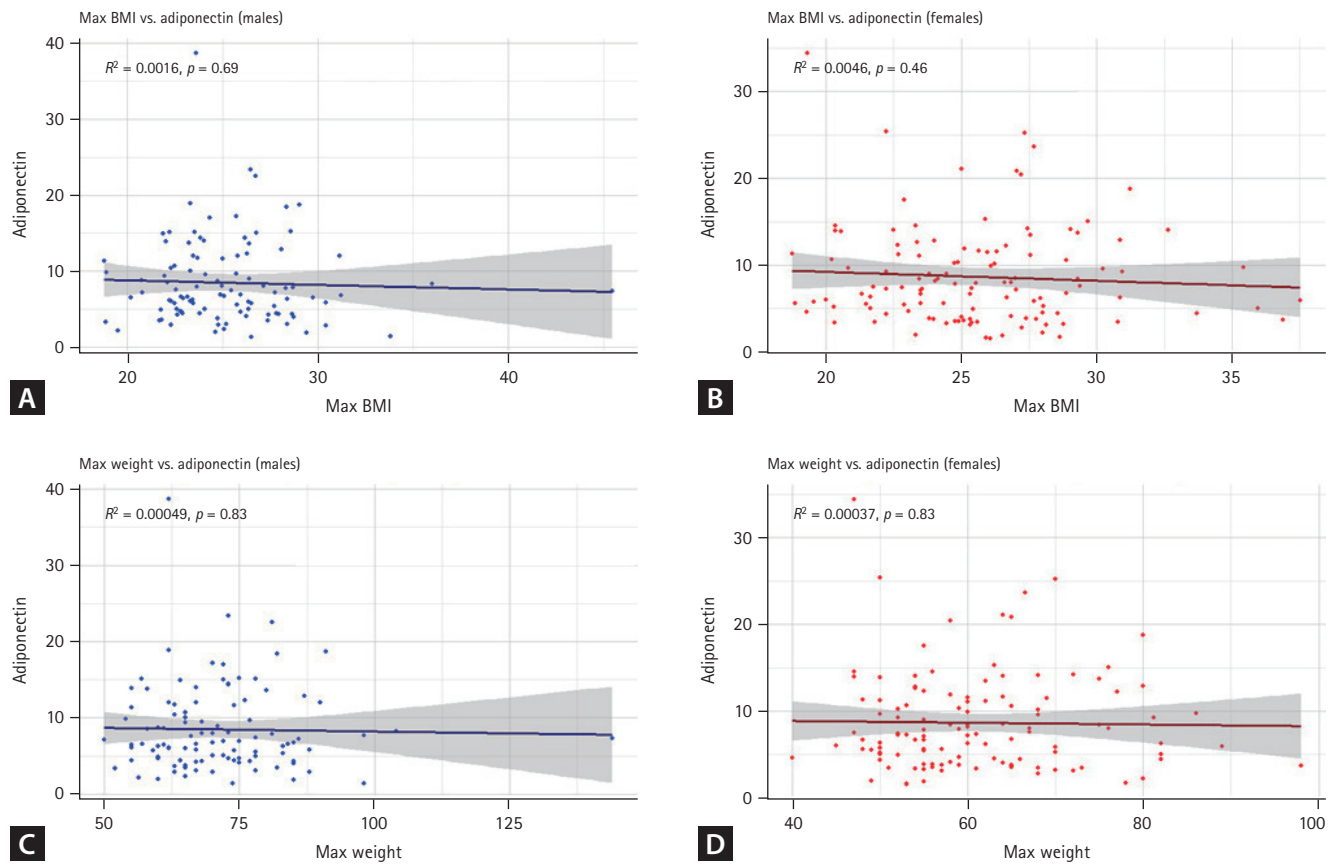 Max BMI vs. adiponectin (males)
R² = 0.0016, p = 0.69
40
30
20
10
0
Adiponectin
20
30
40
Max BMI
A
Max BMI vs. adiponectin (females)
R² = 0.0046, p = 0.46
30
20
10
0
Adiponectin
20
25
30
35
Max BMI
B
Max weight vs. adiponectin (males)
R² = 0.00049, p = 0.83
40
30
20
10
0
Adiponectin
50
75
100
125
Max weight
C
Max weight vs. adiponectin (females)
R² = 0.00037, p = 0.83
30
20
10
0
Adiponectin
40
60
80
100
Max weight
D